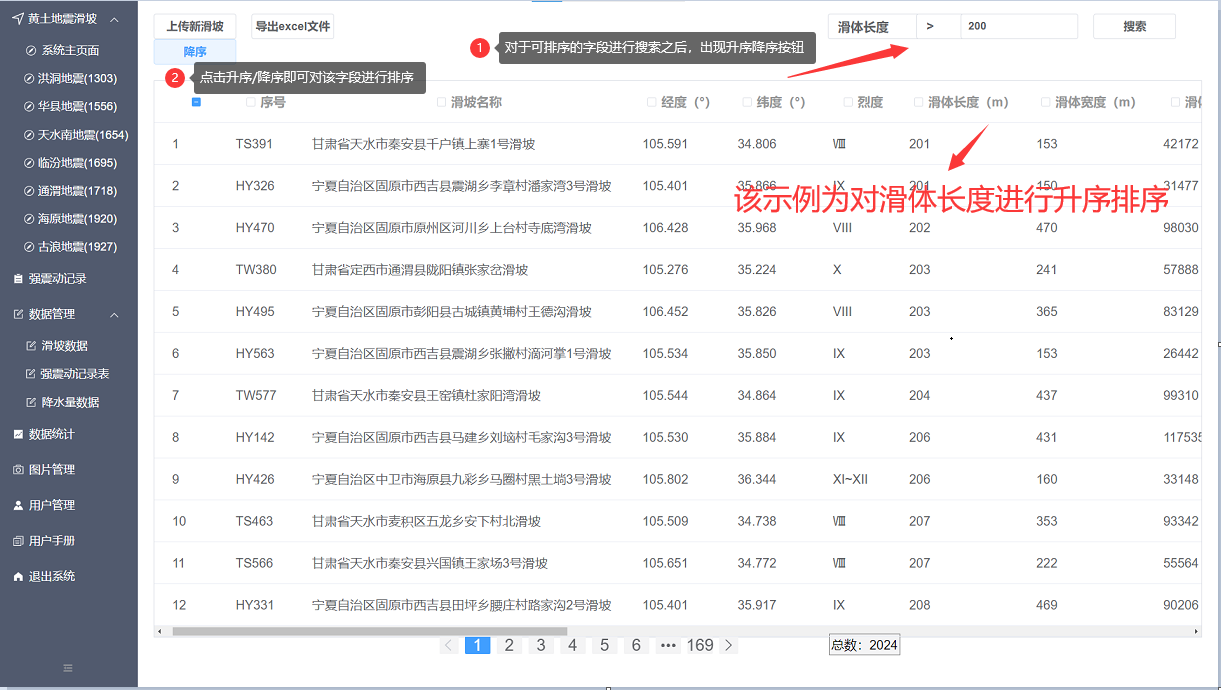 黄土地震滑坡
系统主页面
洪洞地震(1303)
华县地震(1556)
天水南地震(1654)
临汾地震(1695)
通渭地震(1718)
海原地震(1920)
古浪地震(1927)
强震动记录
数据管理
滑坡数据
强震动记录表
降水量数据
数据统计
图片管理
用户管理
用户手册
退出系统
上传新滑坡 导出excel文件 滑体长度 > 200 搜索
降序
1 对于可排序的字段进行搜索之后，出现升序降序按钮
2 点击升序/降序即可对该字段进行排序
序号 滑坡名称 经度（°） 纬度（°） 烈度 滑体长度（m） 滑体宽度（m） 滑体
1 TS391 甘肃省天水市秦安县千户镇上寨1号滑坡 105.591 34.806 Ⅷ 201 153 42172
2 HY326 宁夏自治区固原市西吉县震湖乡李章村潘家湾3号滑坡 105.401 35.866 IX 201 150 31477
该示例为对滑体长度进行升序排序
3 HY470 宁夏自治区固原市原州区河川乡上台村寺底湾滑坡 106.428 35.968 VIII 202 470 98030
4 TW380 甘肃省定西市通渭县陇阳镇张家岔滑坡 105.276 35.224 X 203 241 57888
5 HY495 宁夏自治区固原市彭阳县古城镇黄埔村王德沟滑坡 106.452 35.826 VIII 203 365 83129
6 HY563 宁夏自治区固原市西吉县震湖乡张撇村滴河掌1号滑坡 105.534 35.850 IX 203 153 26442
7 TW577 甘肃省天水市秦安县王窑镇杜家阳湾滑坡 105.544 34.864 IX 204 437 99310
8 HY142 宁夏自治区固原市西吉县马建乡刘垴村毛家沟3号滑坡 105.530 35.884 IX 206 431 117535
9 HY426 宁夏自治区中卫市海原县九彩乡马圈村黑土埫3号滑坡 105.802 36.344 XI~XII 206 160 33148
10 TS463 甘肃省天水市麦积区五龙乡安下村北滑坡 105.509 34.738 Ⅷ 207 353 93342
11 TS566 甘肃省天水市秦安县兴国镇王家场3号滑坡 105.651 34.772 Ⅷ 207 222 55564
12 HY331 宁夏自治区固原市西吉县田坪乡腰庄村路家沟2号滑坡 105.401 35.917 IX 208 469 90206
< 1 2 3 4 5 6 ••• 169 > 总数：2024